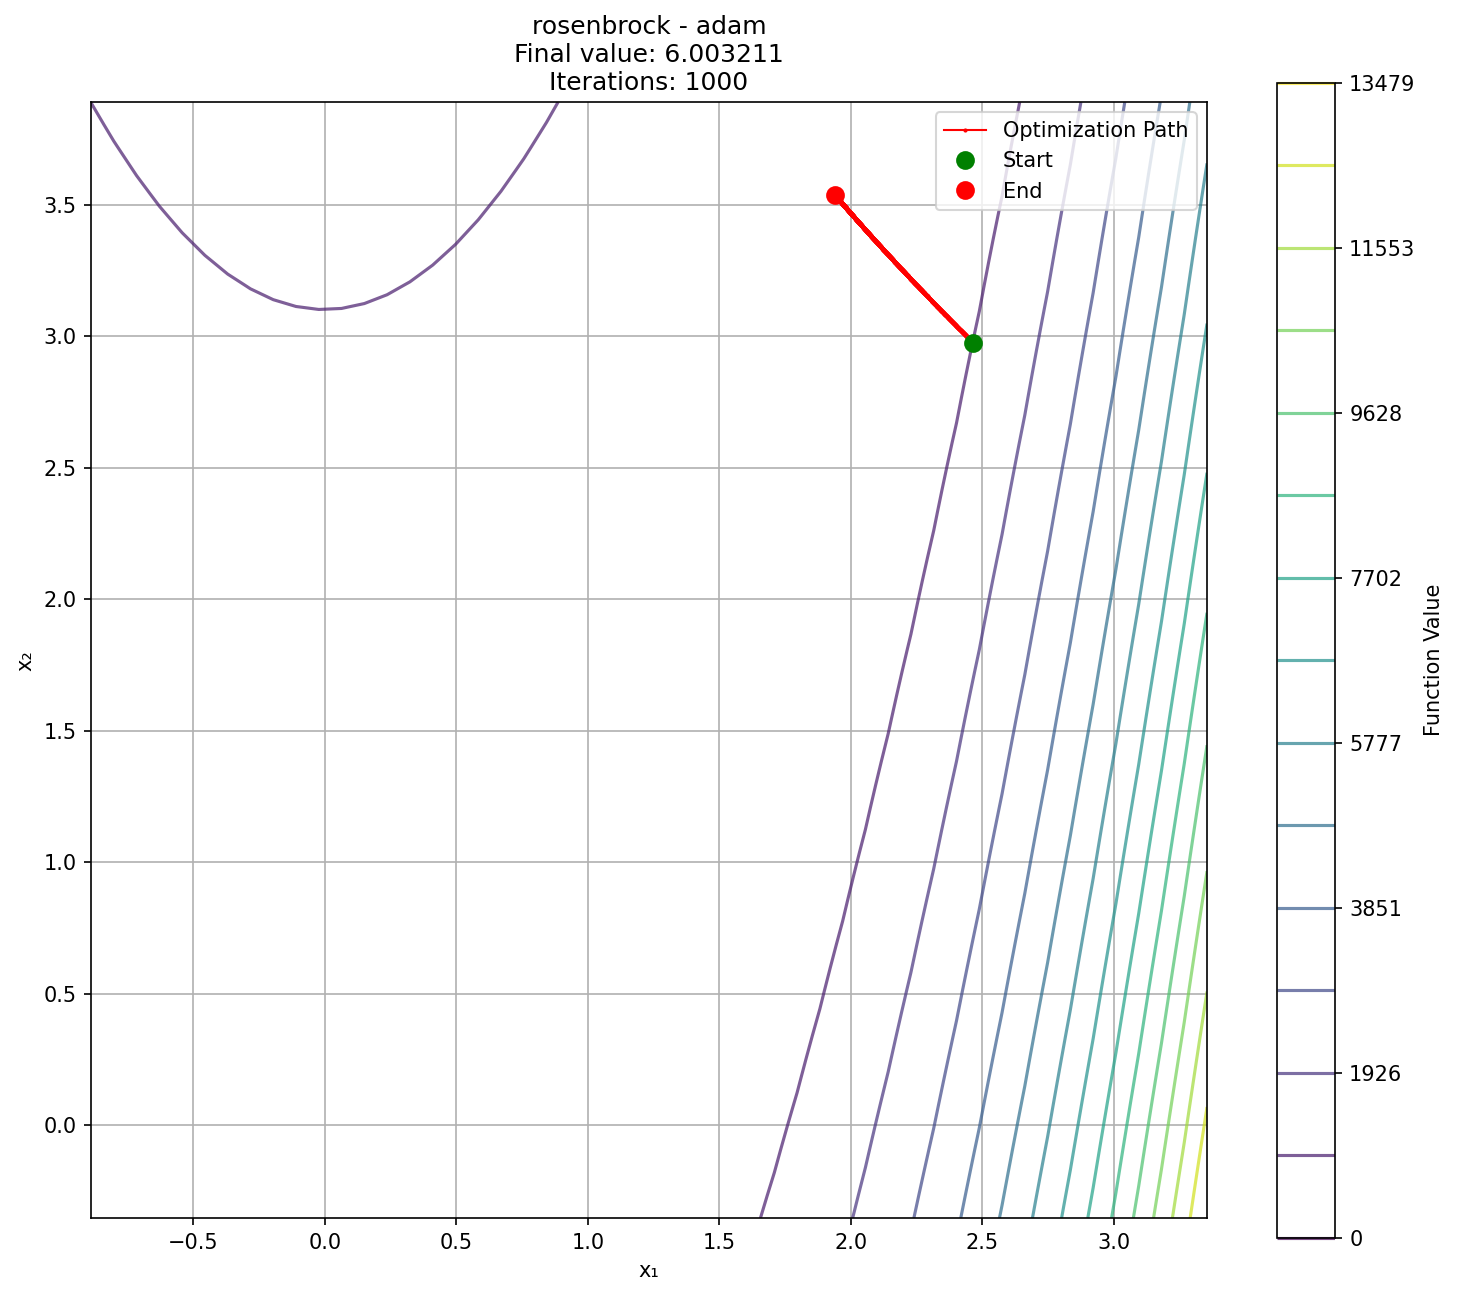 rosenbrock - adam
Final value: 6.003211
Iterations: 1000
Optimization Path
Start
End
3.5
3.0
2.5
2.0
1.5
1.0
0.5
0.0
x₂
−0.5
0.0
0.5
1.0
1.5
2.0
2.5
3.0
x₁
13479
11553
9628
7702
5777
3851
1926
0
Function Value